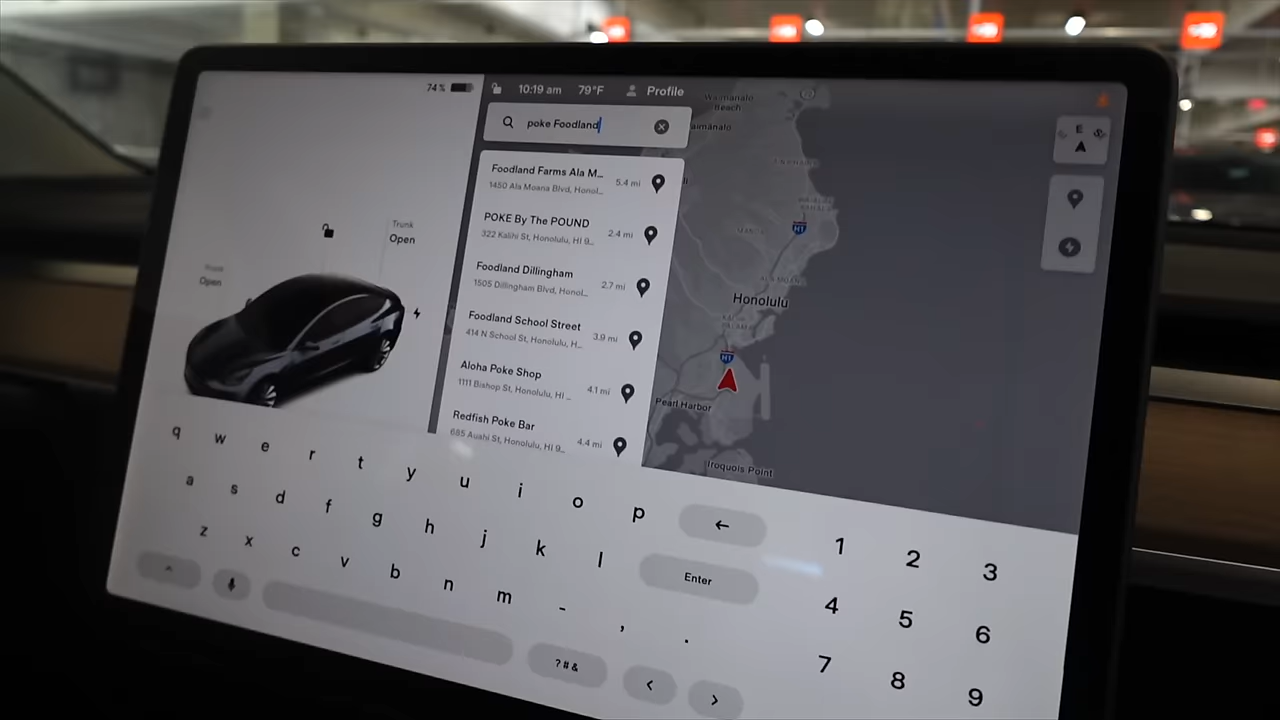 74 %
10:19 am
79°F
Profile
poke Foodland
Foodland Farms Ala M...
1450 Ala Moana Blvd, Honol...
5.4 mi
POKE By The POUND
322 Kalihi St, Honolulu, HI 9...
2.4 mi
Foodland Dillingham
1505 Dillingham Blvd, Honol...
2.7 mi
Foodland School Street
414 N School St, Honolulu, H...
3.9 mi
Aloha Poke Shop
1111 Bishop St, Honolulu, HI ...
4.1 mi
Redfish Poke Bar
685 Auahi St, Honolulu, HI 9...
4.4 mi
Trunk
Open
Open
Waimanalo
Beach
aimanalo
H1
Honolulu
H1
Pearl Harbor
Iroquois Point
E
q w e r t y u i o p
a s d f g h j k l
Enter
z x c v b n m - , .
? # &
< >
1 2 3
4 5 6
7 8 9